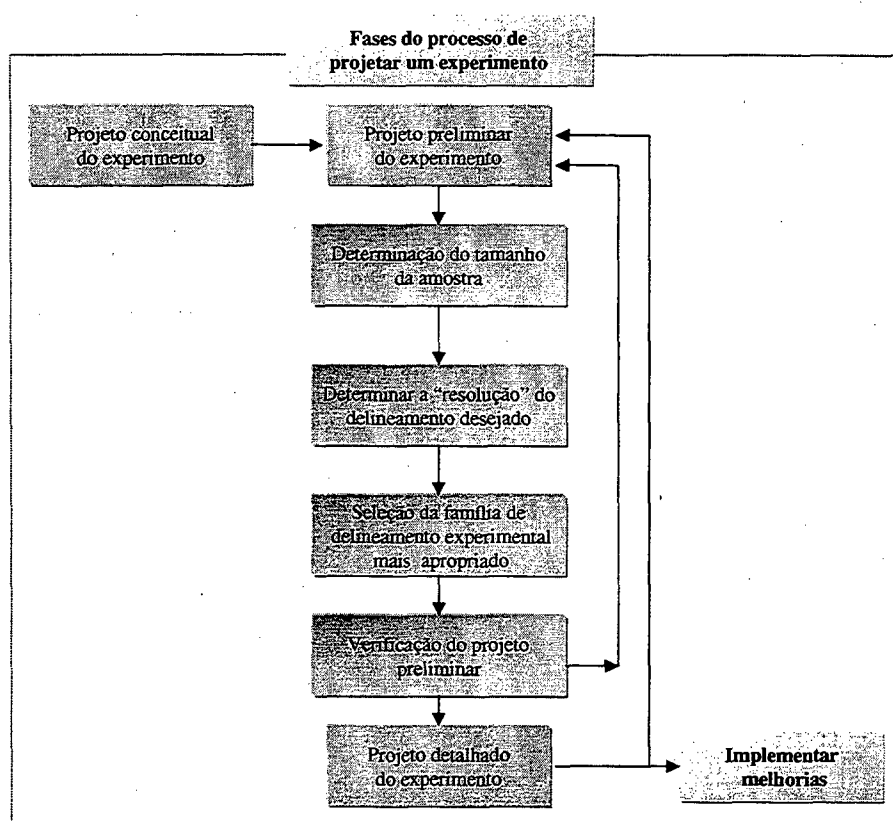 Fases do processo de
projetar um experimento
Projeto conceitual
do experimento
Projeto preliminar
do experimento
Determinação do tamanho
da amostra
Determinar a “resolução” do
delineamento desejado
Seleção da família de
delineamento experimental
mais apropriado
Verificação do projeto
preliminar
Projeto detalhado
do experimento
Implementar
melhorias